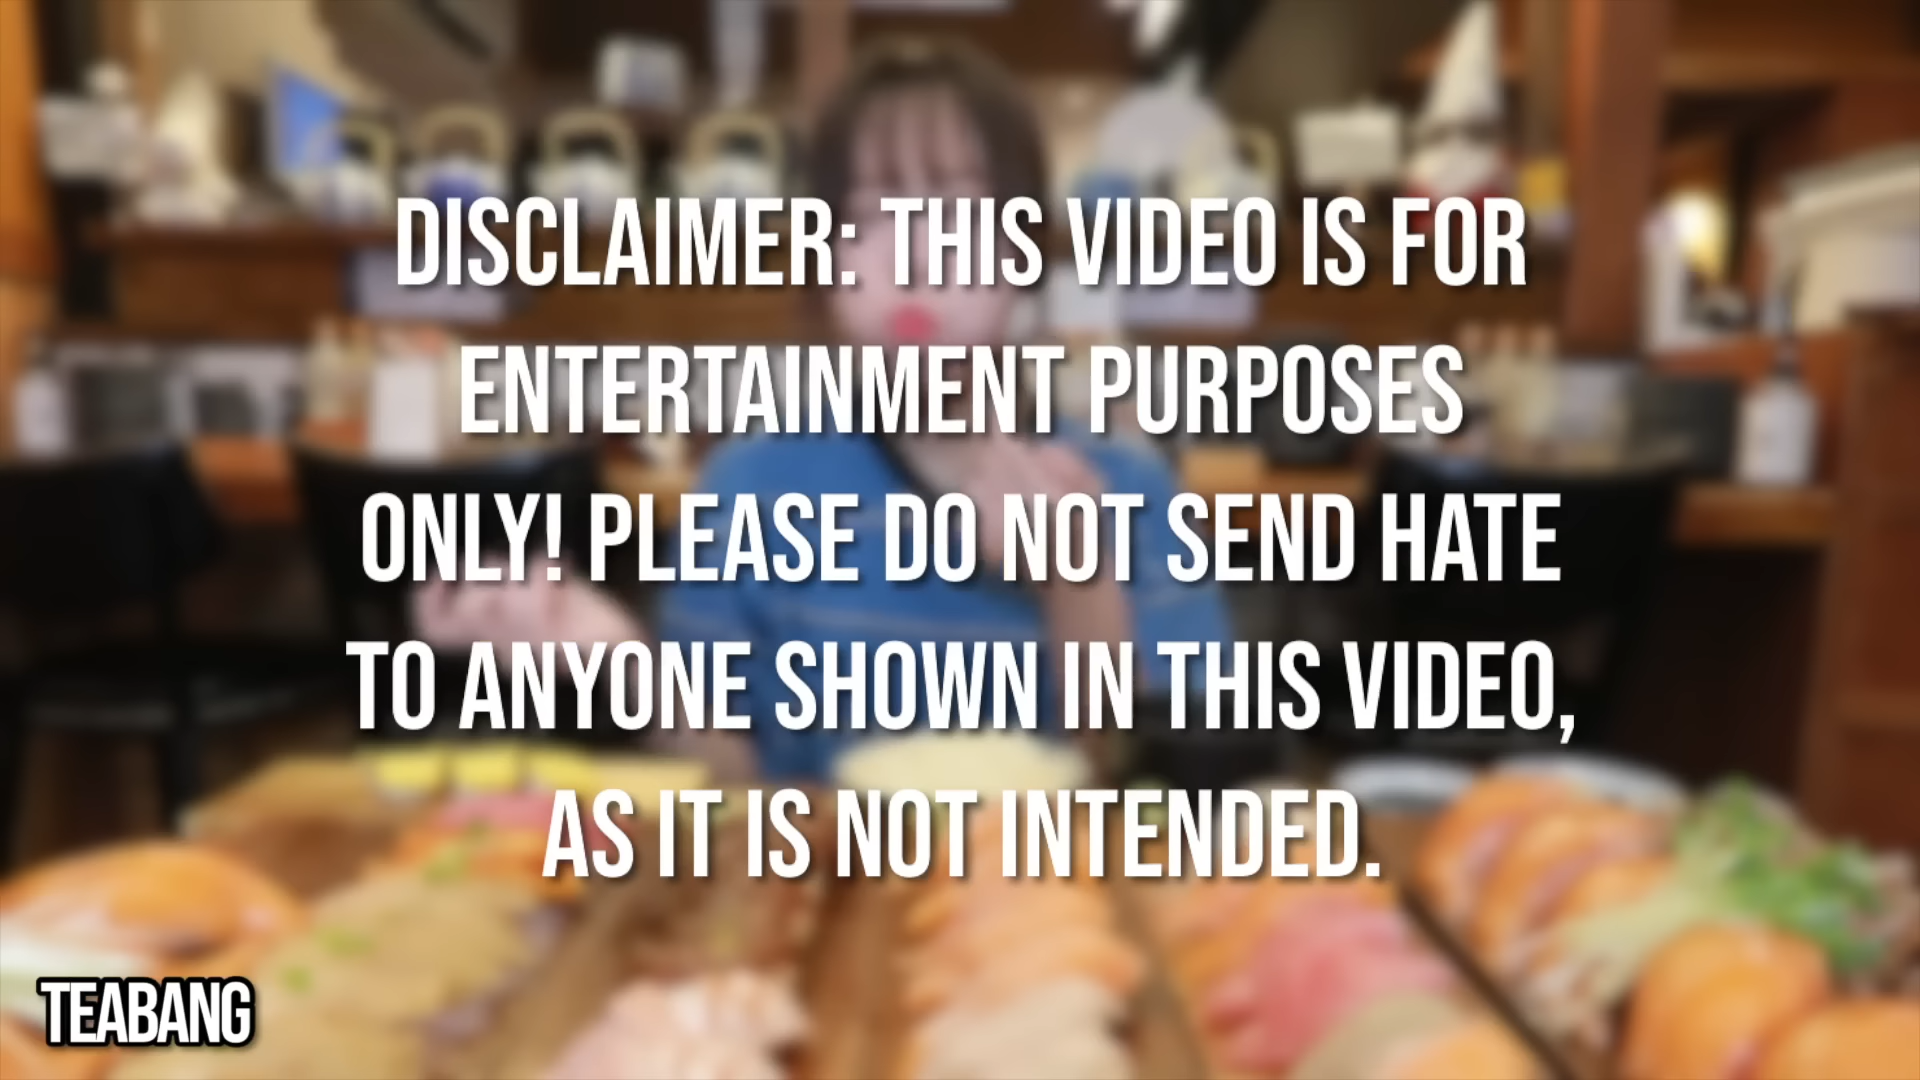 DISCLAIMER: THIS VIDEO IS FOR
ENTERTAINMENT PURPOSES
ONLY! PLEASE DO NOT SEND HATE
TO ANYONE SHOWN IN THIS VIDEO,
AS IT IS NOT INTENDED.
TEABANG